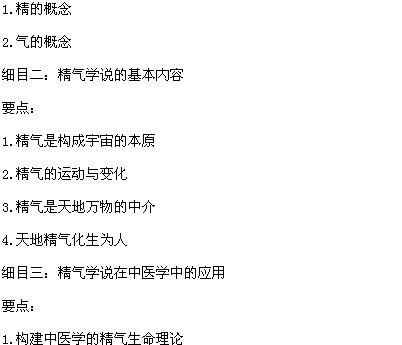 1.精的概念
2.气的概念
细目二：精气学说的基本内容
要点：
1.精气是构成宇宙的本原
2.精气的运动与变化
3.精气是天地万物的中介
4.天地精气化生为人
细目三：精气学说在中医学中的应用
要点：
1.构建中医学的精气生命理论